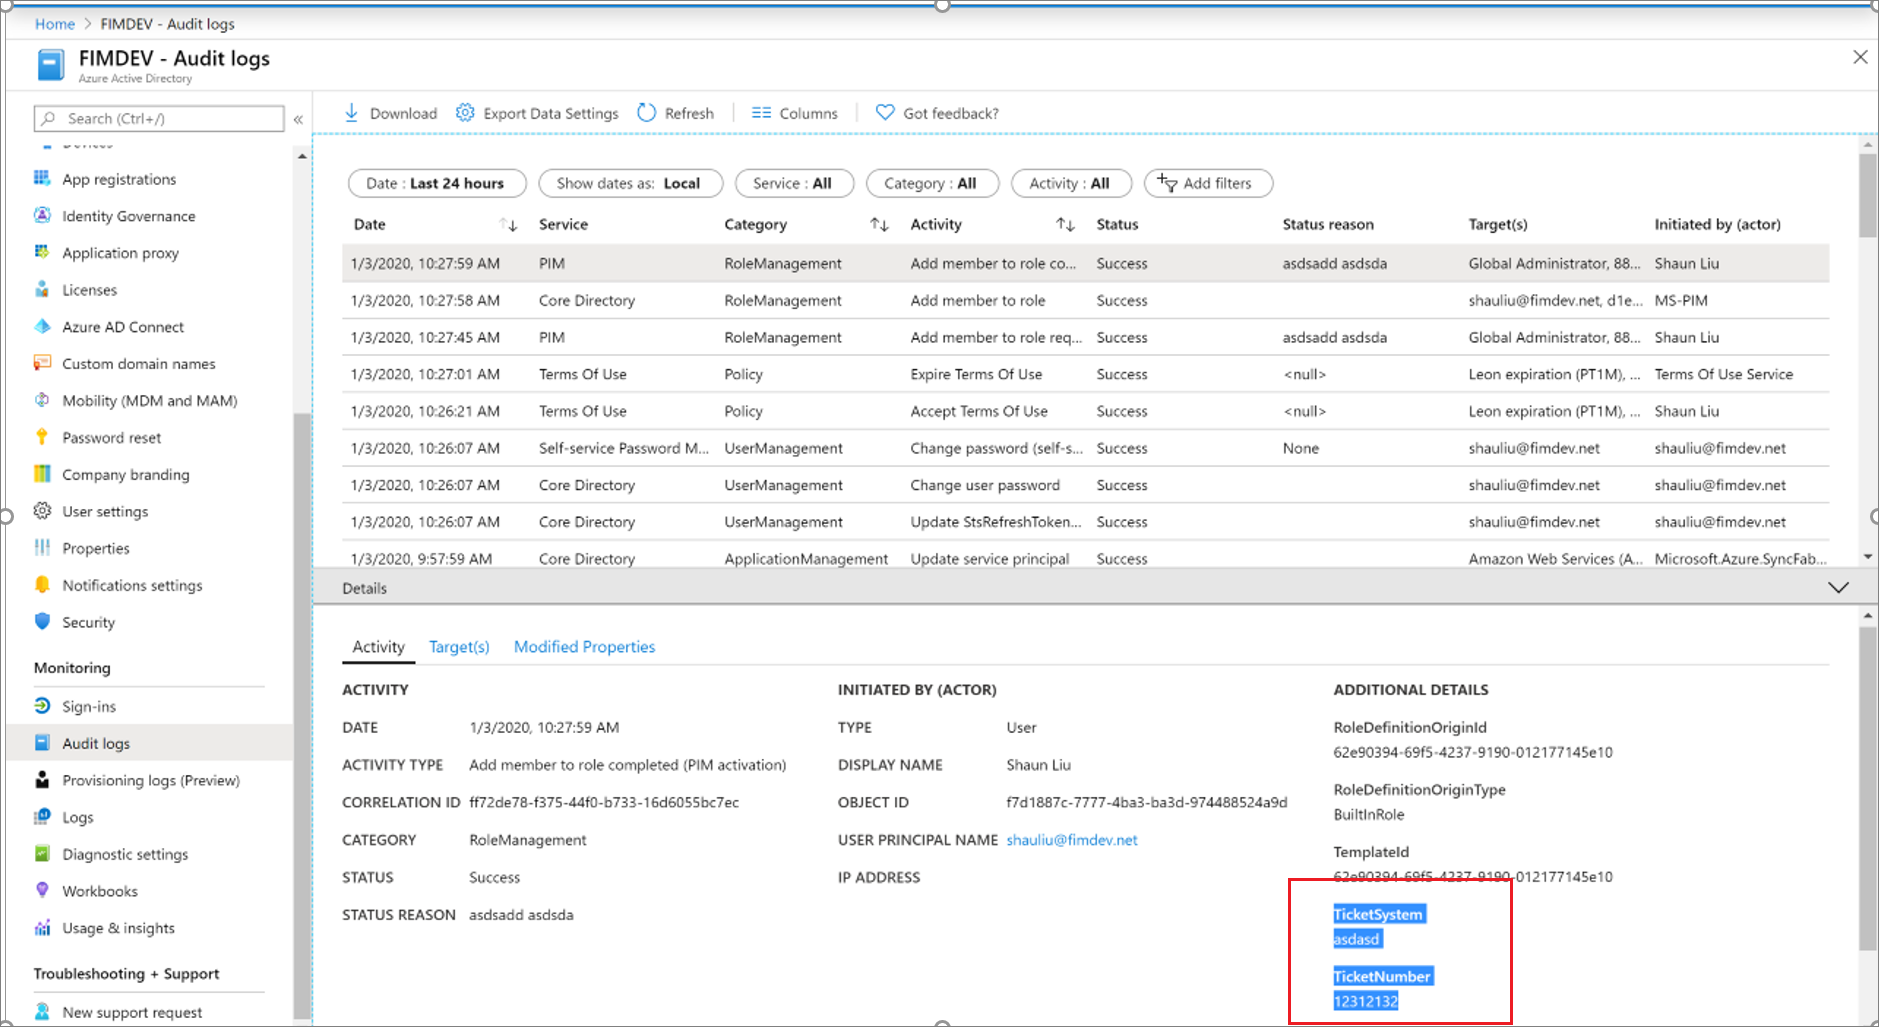 Home > FIMDEV - Audit logs
FIMDEV - Audit logs
Azure Active Directory
Search (Ctrl+/)
«
Download
Export Data Settings
Refresh
Columns
Got feedback?
Devices
App registrations
Identity Governance
Application proxy
Licenses
Azure AD Connect
Custom domain names
Mobility (MDM and MAM)
Password reset
Company branding
User settings
Properties
Notifications settings
Security
Monitoring
Sign-ins
Audit logs
Provisioning logs (Preview)
Logs
Diagnostic settings
Workbooks
Usage & insights
Troubleshooting + Support
New support request
Date : Last 24 hours
Show dates as: Local
Service : All
Category : All
Activity : All
Add filters
Date Service Category Activity Status Status reason Target(s) Initiated by (actor)
1/3/2020, 10:27:59 AM PIM RoleManagement Add member to role co... Success asdsadd asdsda Global Administrator, 88... Shaun Liu
1/3/2020, 10:27:58 AM Core Directory RoleManagement Add member to role Success shauliu@fimdev.net, d1e... MS-PIM
1/3/2020, 10:27:45 AM PIM RoleManagement Add member to role req... Success asdsadd asdsda Global Administrator, 88... Shaun Liu
1/3/2020, 10:27:01 AM Terms Of Use Policy Expire Terms Of Use Success <null> Leon expiration (PT1M), ... Terms Of Use Service
1/3/2020, 10:26:21 AM Terms Of Use Policy Accept Terms Of Use Success <null> Leon expiration (PT1M), ... Shaun Liu
1/3/2020, 10:26:07 AM Self-service Password M... UserManagement Change password (self-s... Success None shauliu@fimdev.net shauliu@fimdev.net
1/3/2020, 10:26:07 AM Core Directory UserManagement Change user password Success shauliu@fimdev.net shauliu@fimdev.net
1/3/2020, 10:26:07 AM Core Directory UserManagement Update StsRefreshToken... Success shauliu@fimdev.net shauliu@fimdev.net
1/3/2020, 9:57:59 AM Core Directory ApplicationManagement Update service principal Success Amazon Web Services (A... Microsoft.Azure.SyncFab...
Details
Activity Target(s) Modified Properties
ACTIVITY
DATE 1/3/2020, 10:27:59 AM
ACTIVITY TYPE Add member to role completed (PIM activation)
CORRELATION ID ff72de78-f375-44f0-b733-16d6055bc7ec
CATEGORY RoleManagement
STATUS Success
STATUS REASON asdsadd asdsda
INITIATED BY (ACTOR)
TYPE User
DISPLAY NAME Shaun Liu
OBJECT ID f7d1887c-7777-4ba3-ba3d-974488524a9d
USER PRINCIPAL NAME shauliu@fimdev.net
IP ADDRESS
ADDITIONAL DETAILS
RoleDefinitionOriginId
62e90394-69f5-4237-9190-012177145e10
RoleDefinitionOriginType
BuiltInRole
TemplateId
62e90394-69f5-4237-9190-012177145e10
TicketSystem
asdasd
TicketNumber
12312132